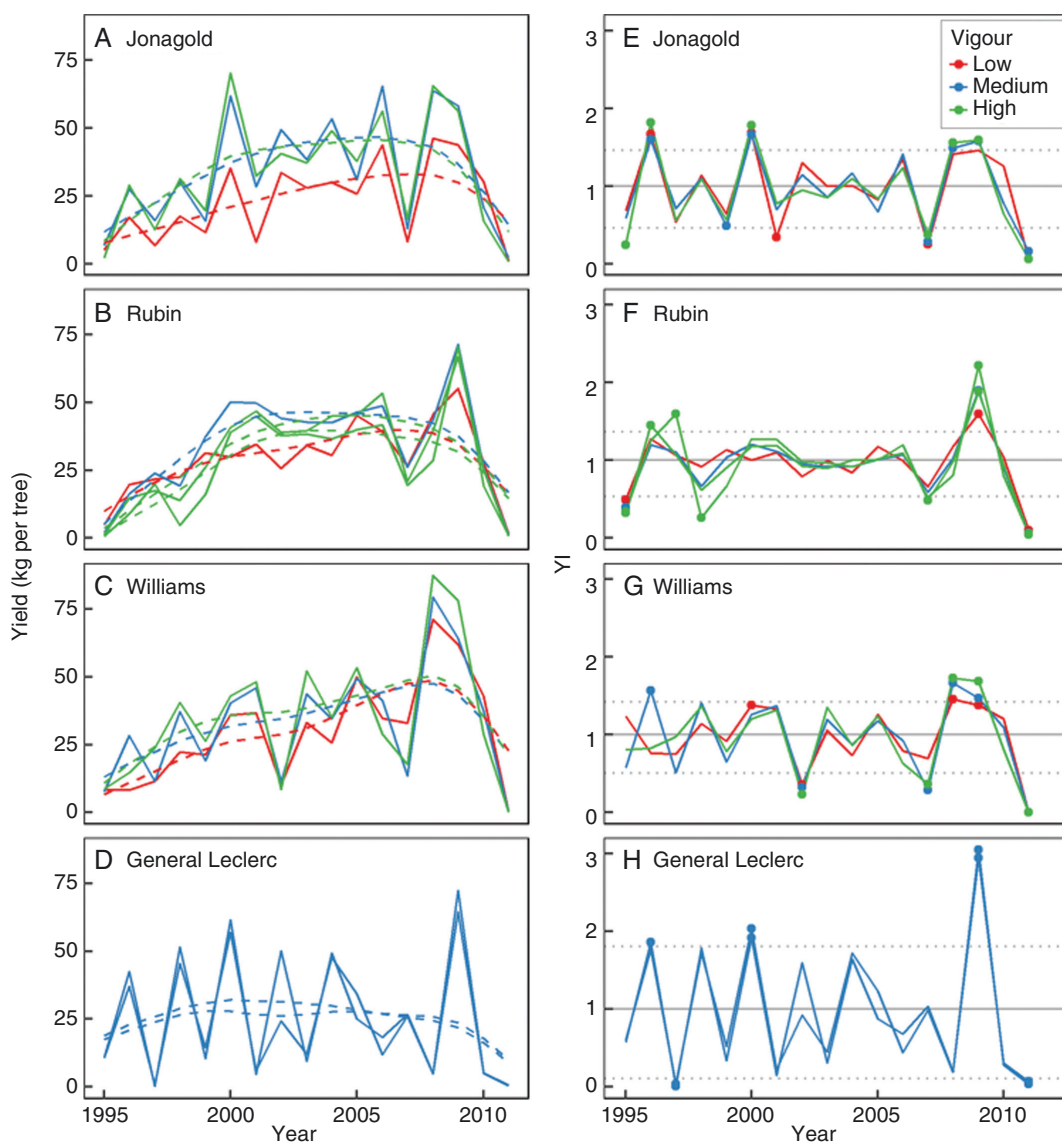 A Jonagold
75
50
25
0
B Rubin
75
50
25
0
C Williams
75
50
25
0
D General Leclerc
75
50
25
0
1995 2000 2005 2010
Year
Yield (kg per tree)
E Jonagold
Vigour
Low
Medium
High
3
2
1
0
F Rubin
3
2
1
0
G Williams
3
2
1
0
H General Leclerc
3
2
1
0
1995 2000 2005 2010
Year
YI